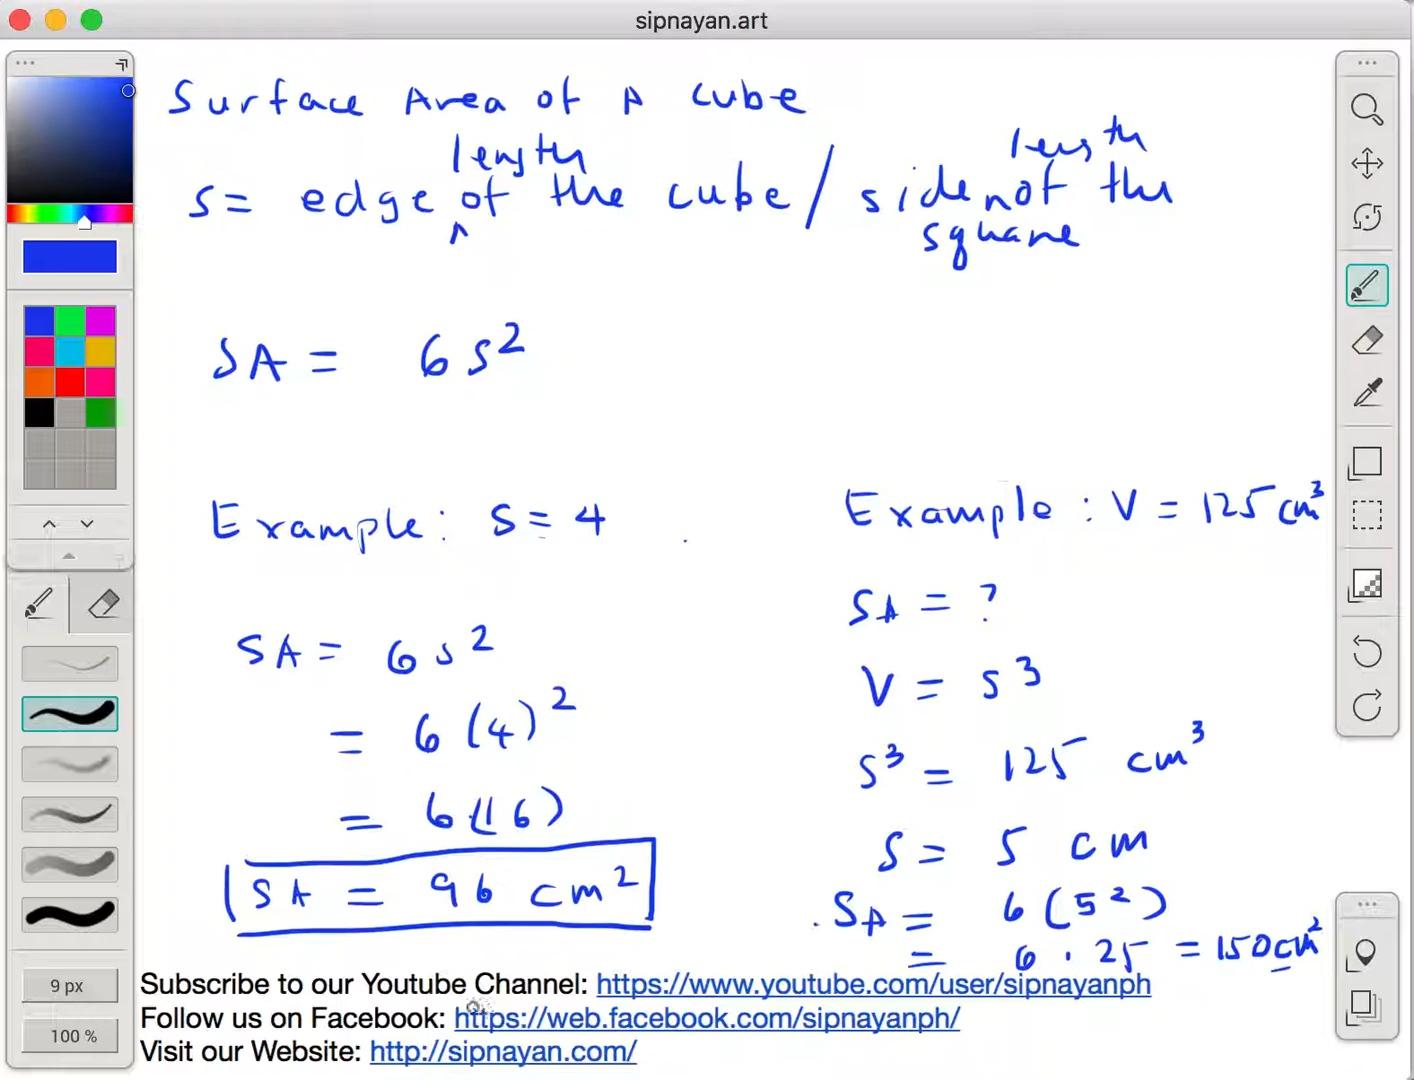 sipnayan.art
Surface Area of A cube
length length
s = edge of the cube / side of the
square
SA = 6s²
Example: s = 4
SA = 6s²
= 6(4)²
= 6(16)
SA = 96 cm²
Example: V = 125 cm³
SA = ?
V = s³
s³ = 125 cm³
s = 5 cm
SA = 6(5²)
= 6 · 25 = 150 cm²
9 px
100 %
Subscribe to our Youtube Channel: https://www.youtube.com/user/sipnayanph
Follow us on Facebook: https://web.facebook.com/sipnayanph/
Visit our Website: http://sipnayan.com/